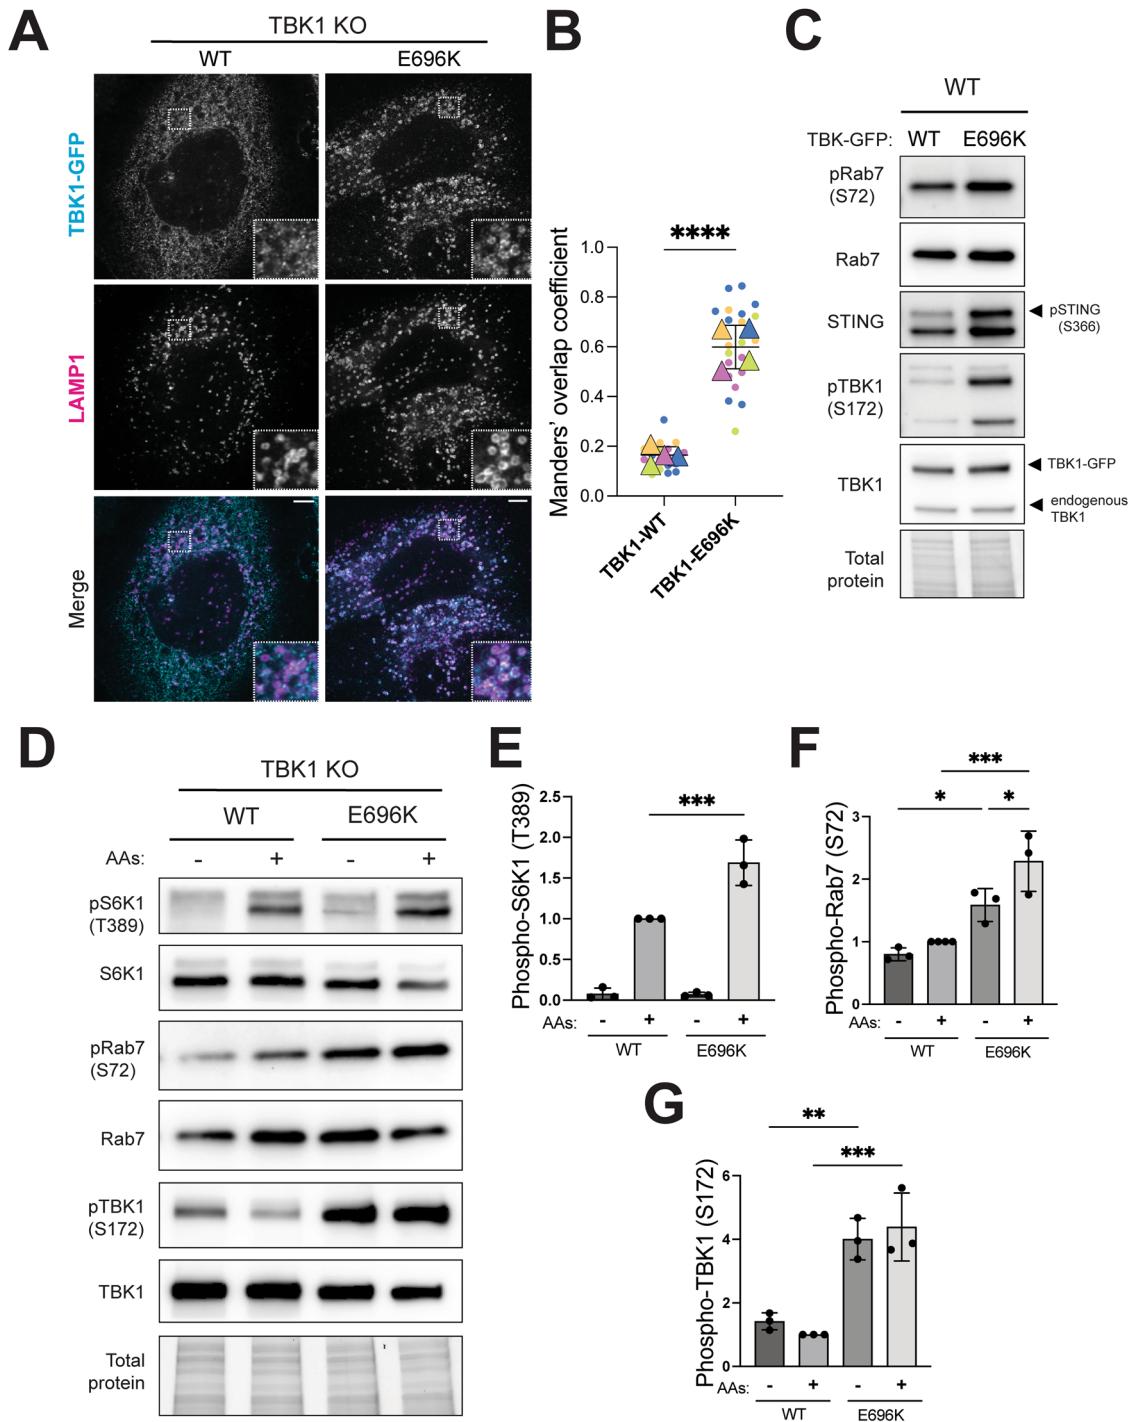 A
TBK1 KO
WT
E696K
TBK1-GFP
LAMP1
Merge
B
****
Manders' overlap coefficient
1.0
0.8
0.6
0.4
0.2
0.0
TBK1-WT
TBK1-E696K
C
WT
TBK-GFP: WT E696K
pRab7
(S72)
Rab7
STING
pSTING
(S366)
pTBK1
(S172)
TBK1
TBK1-GFP
endogenous
TBK1
Total
protein
D
TBK1 KO
WT
E696K
AAs: - + - +
pS6K1
(T389)
S6K1
pRab7
(S72)
Rab7
pTBK1
(S172)
TBK1
Total
protein
E
***
Phospho-S6K1 (T389)
2.5
2.0
1.5
1.0
0.5
0.0
AAs: - + - +
WT
E696K
F
***
* *
Phospho-Rab7 (S72)
3
2
1
0
AAs: - + - +
WT
E696K
G
**
***
Phospho-TBK1 (S172)
6
4
2
0
AAs: - + - +
WT
E696K